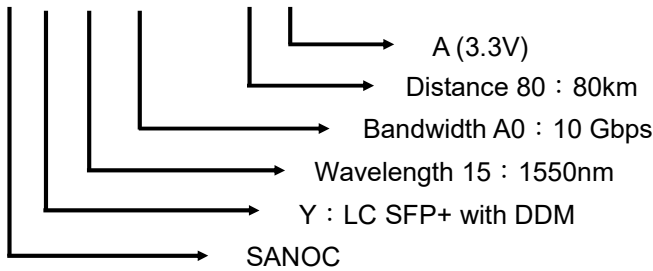 A (3.3V)
Distance 80：80km
Bandwidth A0：10 Gbps
Wavelength 15：1550nm
Y：LC SFP+ with DDM
SANOC